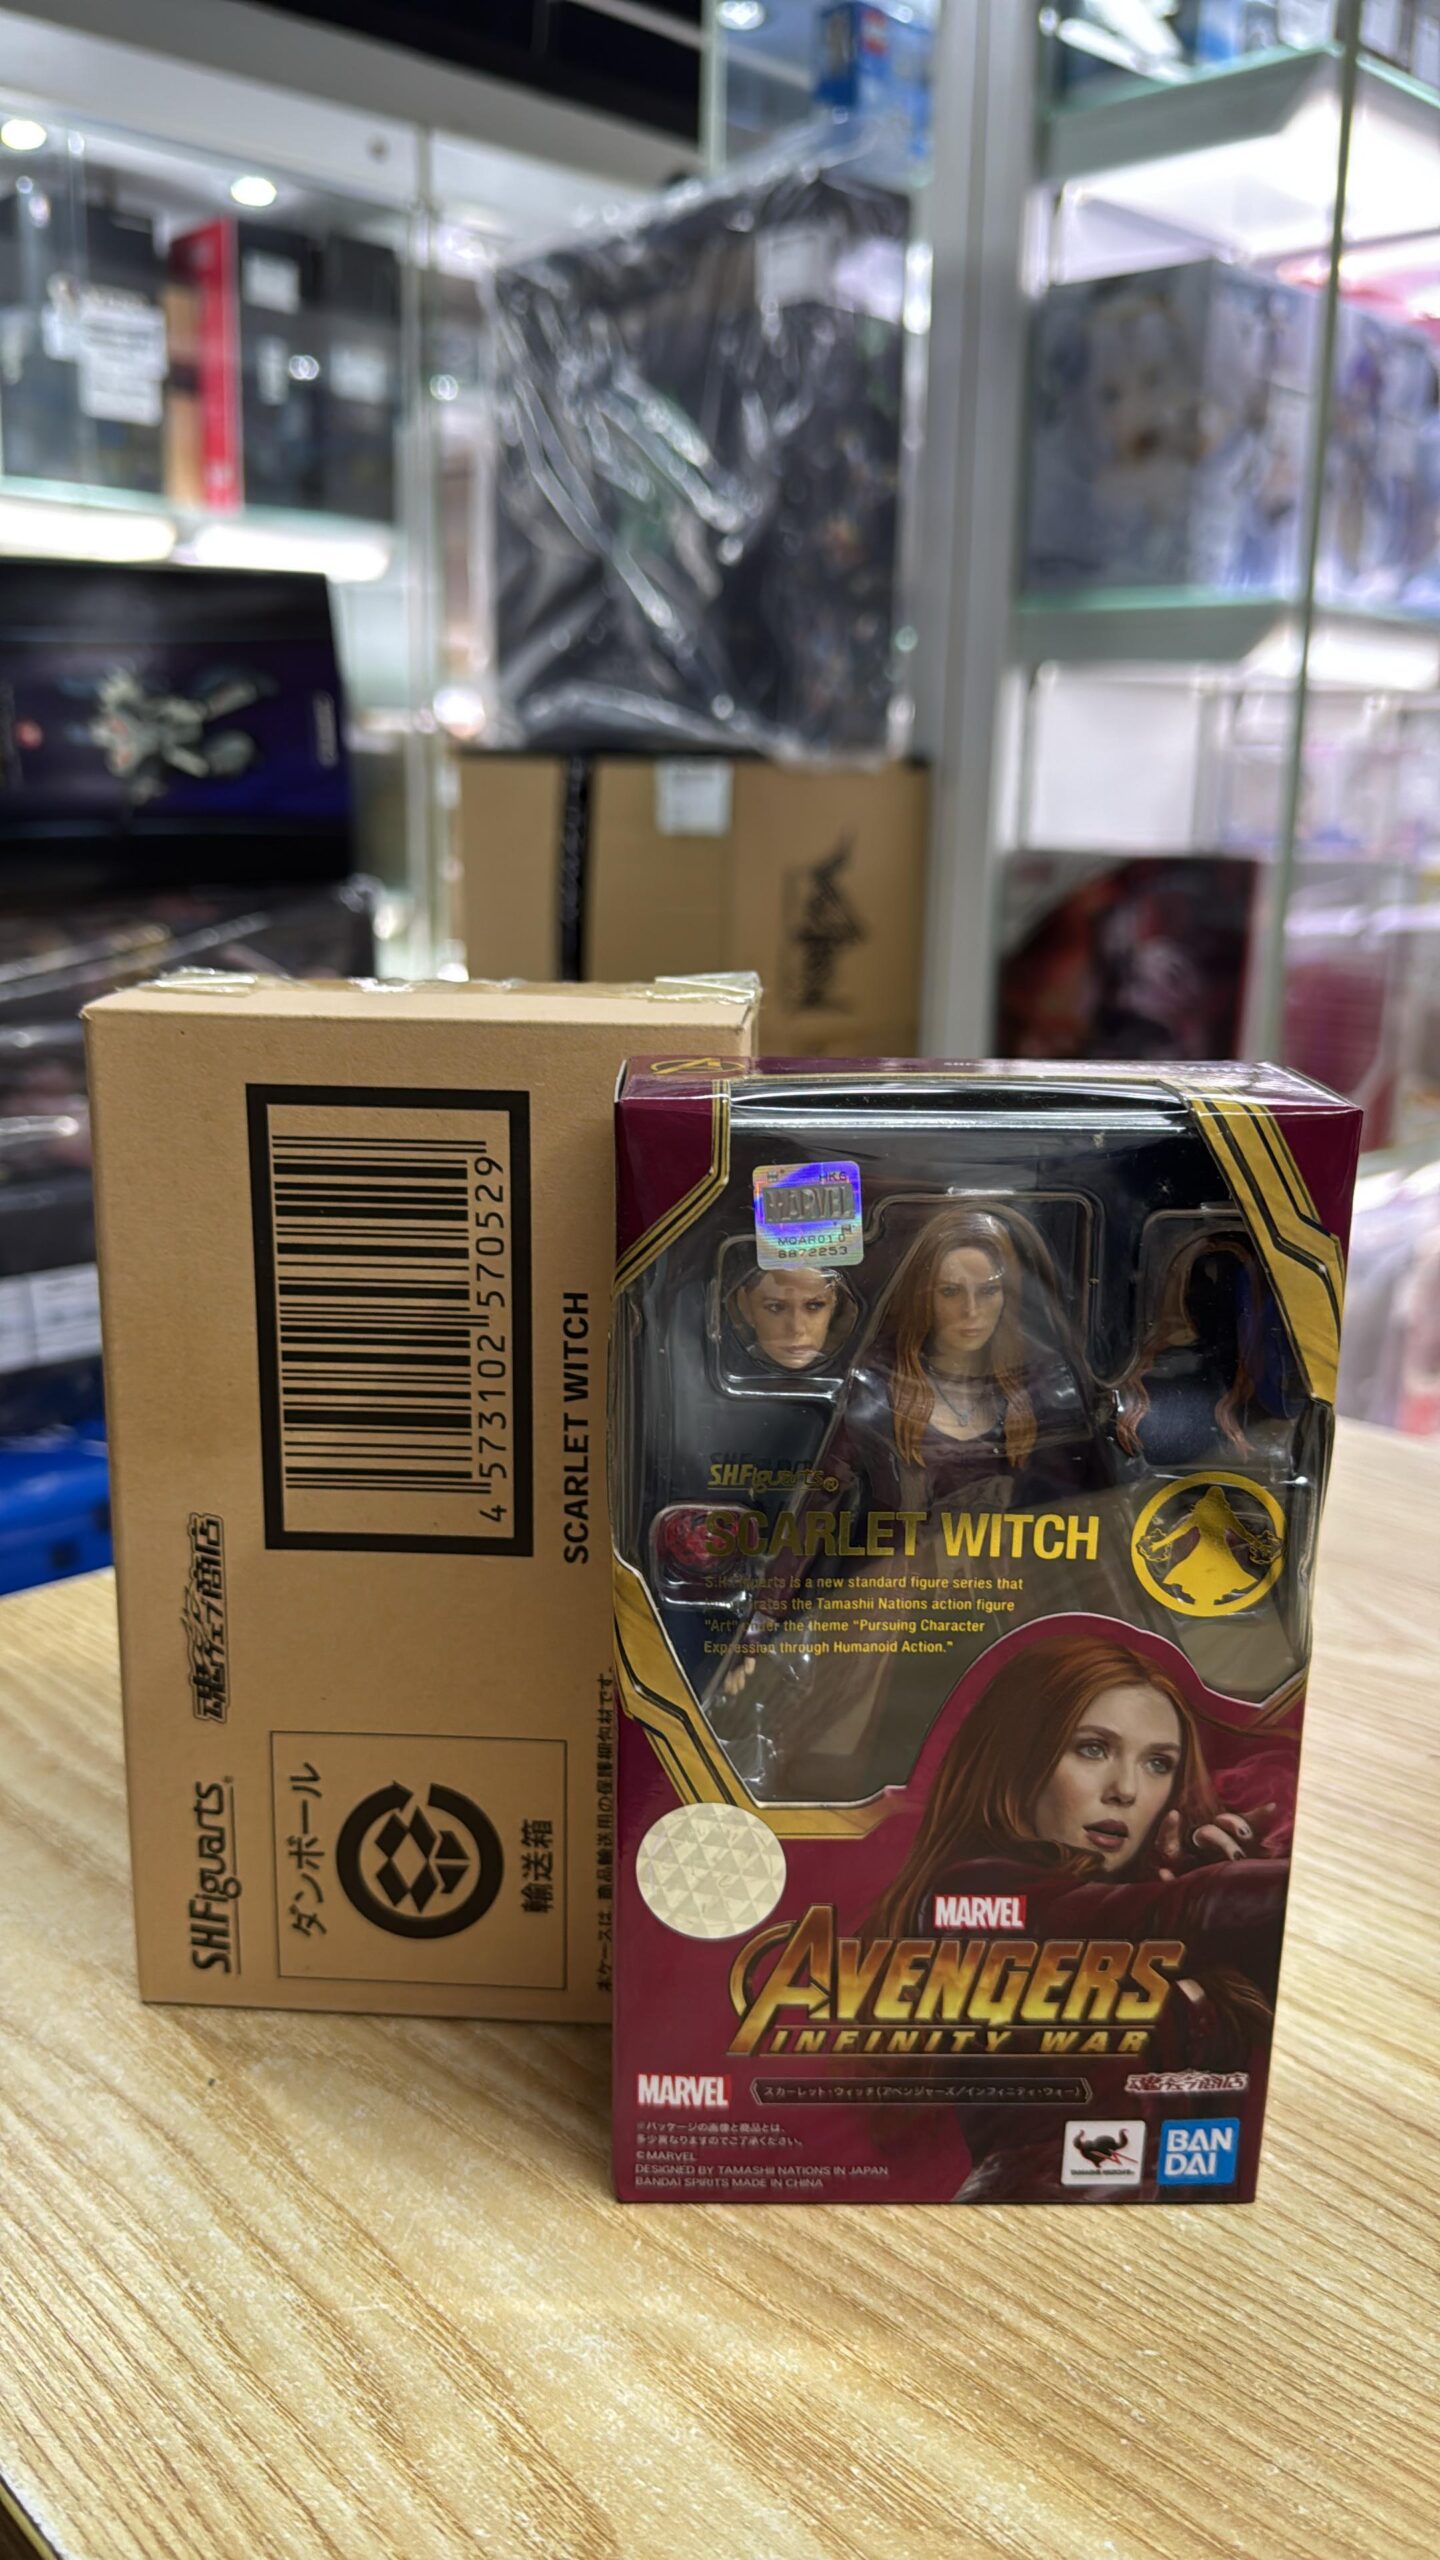 4 573102 570529
SCARLET WITCH
魂ウェブ商店
SHFiguarts
ダンボール
輸送箱
本ケースは、商品輸送用の保護梱包材です。
HKG
MARVEL
MQAR010
8872253
SHFiguarts
SCARLET WITCH
S.H.Figuarts is a new standard figure series that
the Tamashii Nations action figure
"Art" under the theme "Pursuing Character
Expression through Humanoid Action."
MARVEL
AVENGERS
INFINITY WAR
MARVEL
スカーレット・ウィッチ(アベンジャーズ/インフィニティ・ウォー)
魂ウェブ商店
※パッケージの画像と商品とは、
多少異なりますのでご了承ください。
©MARVEL
DESIGNED BY TAMASHII NATIONS IN JAPAN
BANDAI SPIRITS MADE IN CHINA
TAMASHII NATIONS
BAN
DAI